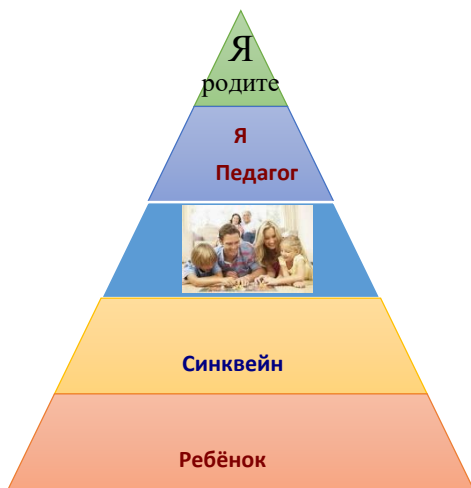 Я
родите
Я
Педагог
Синквейн
Ребёнок